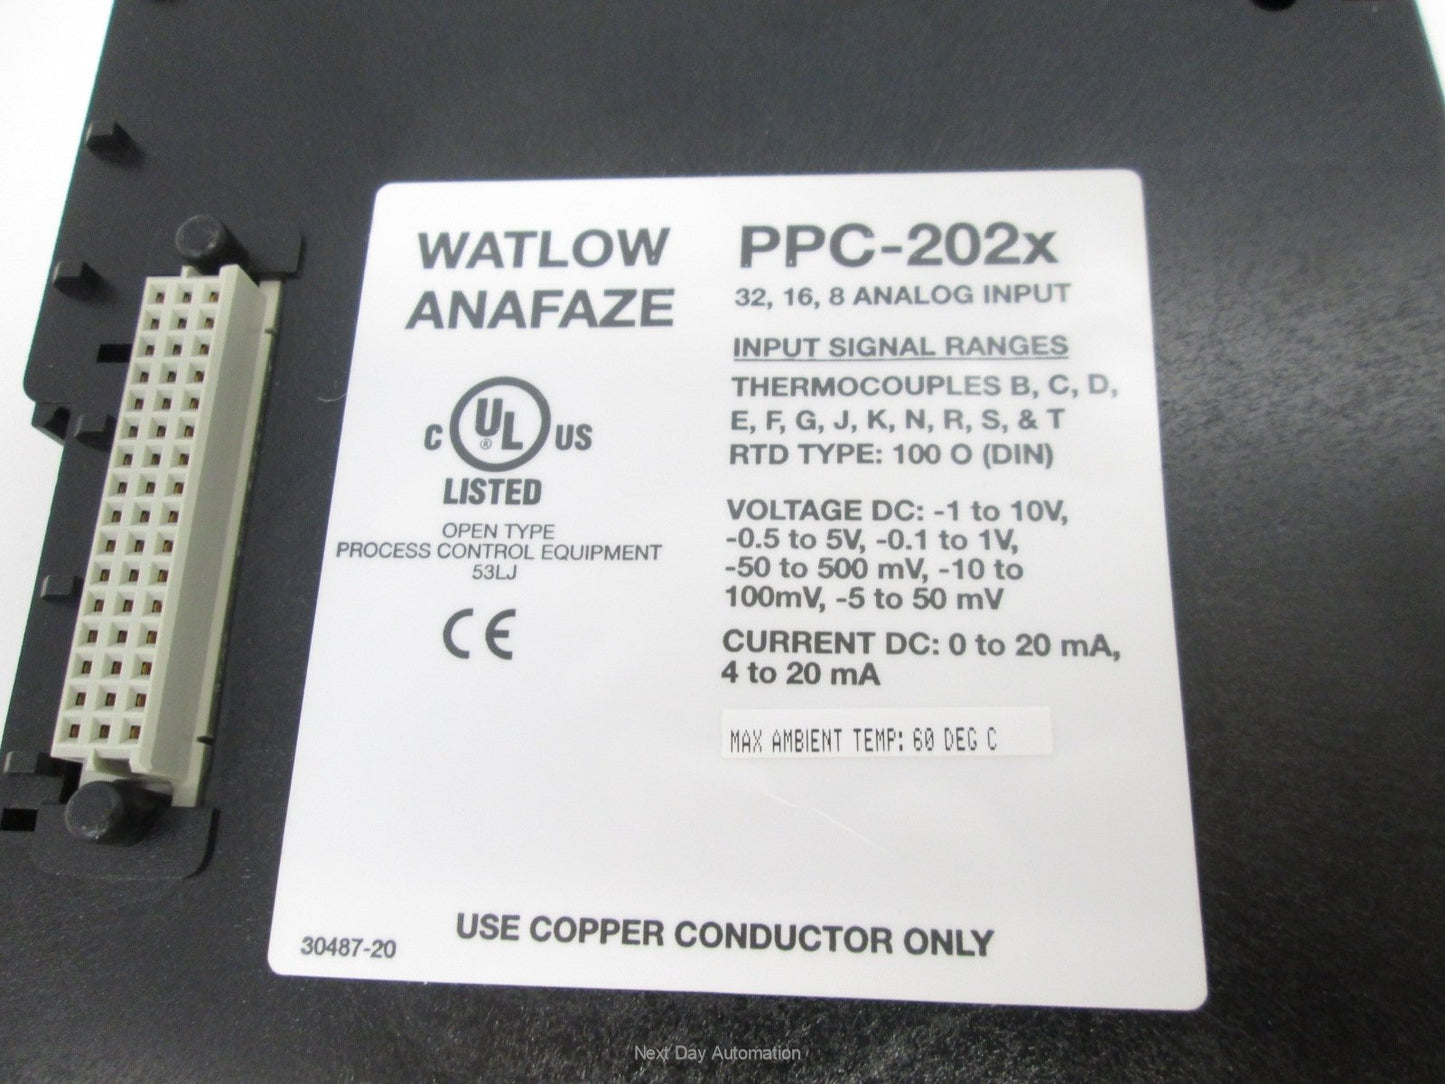 WATLOW
ANAFAZE
C UL® US
LISTED
OPEN TYPE
PROCESS CONTROL EQUIPMENT
53LJ
CE
PPC-202x
32, 16, 8 ANALOG INPUT
INPUT SIGNAL RANGES
THERMOCOUPLES B, C, D,
E, F, G, J, K, N, R, S, & T
RTD TYPE: 100 O (DIN)
VOLTAGE DC: -1 to 10V,
-0.5 to 5V, -0.1 to 1V,
-50 to 500 mV, -10 to
100mV, -5 to 50 mV
CURRENT DC: 0 to 20 mA,
4 to 20 mA
MAX AMBIENT TEMP: 60 DEG C
30487-20
USE COPPER CONDUCTOR ONLY
Next Day Automation